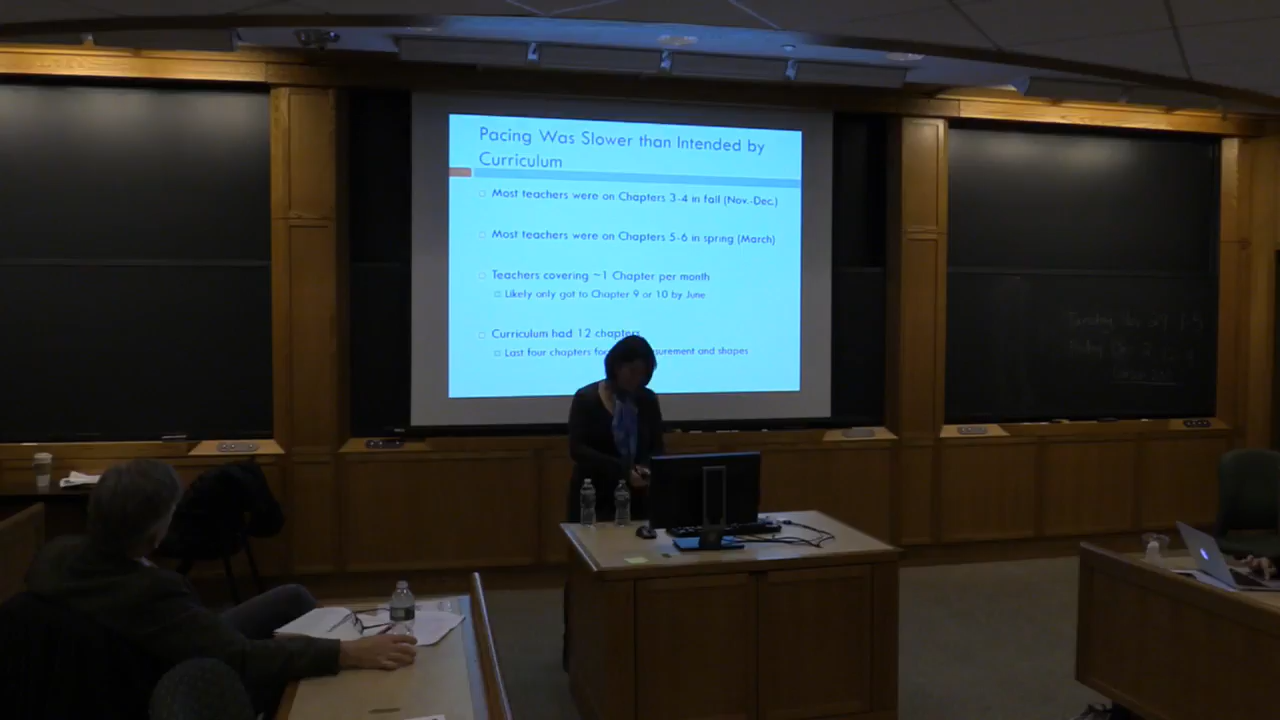 Pacing Was Slower than Intended by
Curriculum
Most teachers were on Chapters 3-4 in fall (Nov.-Dec.)
Most teachers were on Chapters 5-6 in spring (March)
Teachers covering ~1 Chapter per month
Likely only got to Chapter 9 or 10 by June
Curriculum had 12 chapters
Last four chapters and shapes